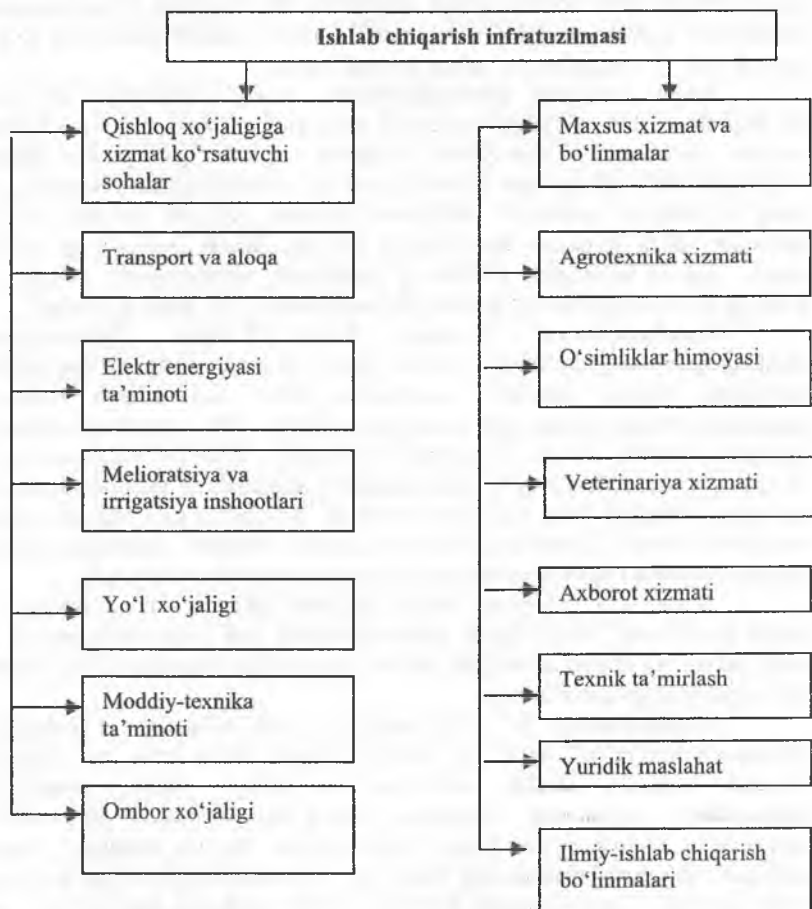 Ishlab chiqarish infratuzilmasi
Qishloq xo‘jaligiga
xizmat ko‘rsatuvchi
sohalar
Transport va aloqa
Elektr energiyasi
ta’minoti
Melioratsiya va
irrigatsiya inshootlari
Yo‘l xo‘jaligi
Moddiy-texnika
ta’minoti
Ombor xo‘jaligi
Maxsus xizmat va
bo‘linmalar
Agrotexnika xizmati
O‘simliklar himoyasi
Veterinariya xizmati
Axborot xizmati
Texnik ta’mirlash
Yuridik maslahat
Ilmiy-ishlab chiqarish
bo‘linmalari